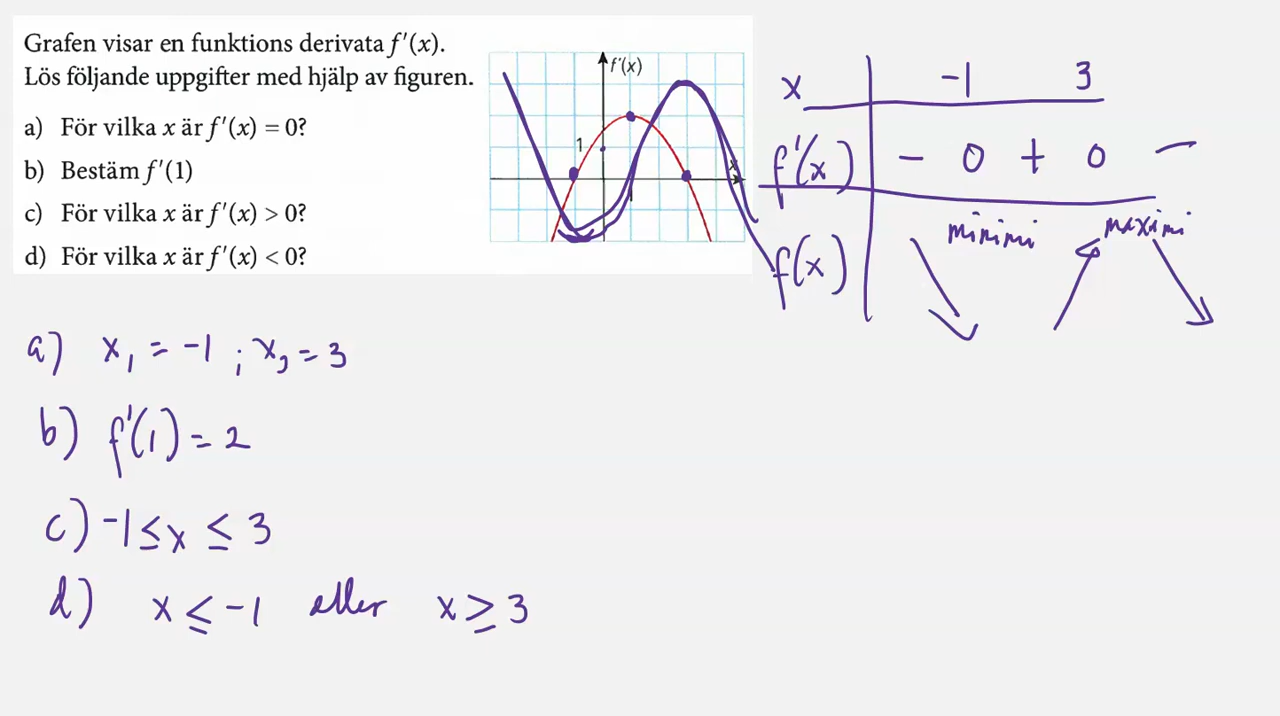 Grafen visar en funktions derivata f'(x).
Lös följande uppgifter med hjälp av figuren.
a) För vilka x är f'(x) = 0?
b) Bestäm f'(1)
c) För vilka x är f'(x) > 0?
d) För vilka x är f'(x) < 0?
f'(x)
1
x
1
x -1 3
f'(x) - 0 + 0 -
minimi maximi
f(x)
a) x₁ = -1 ; x₂ = 3
b) f'(1) = 2
c) -1 ≤ x ≤ 3
d) x ≤ -1 eller x ≥ 3